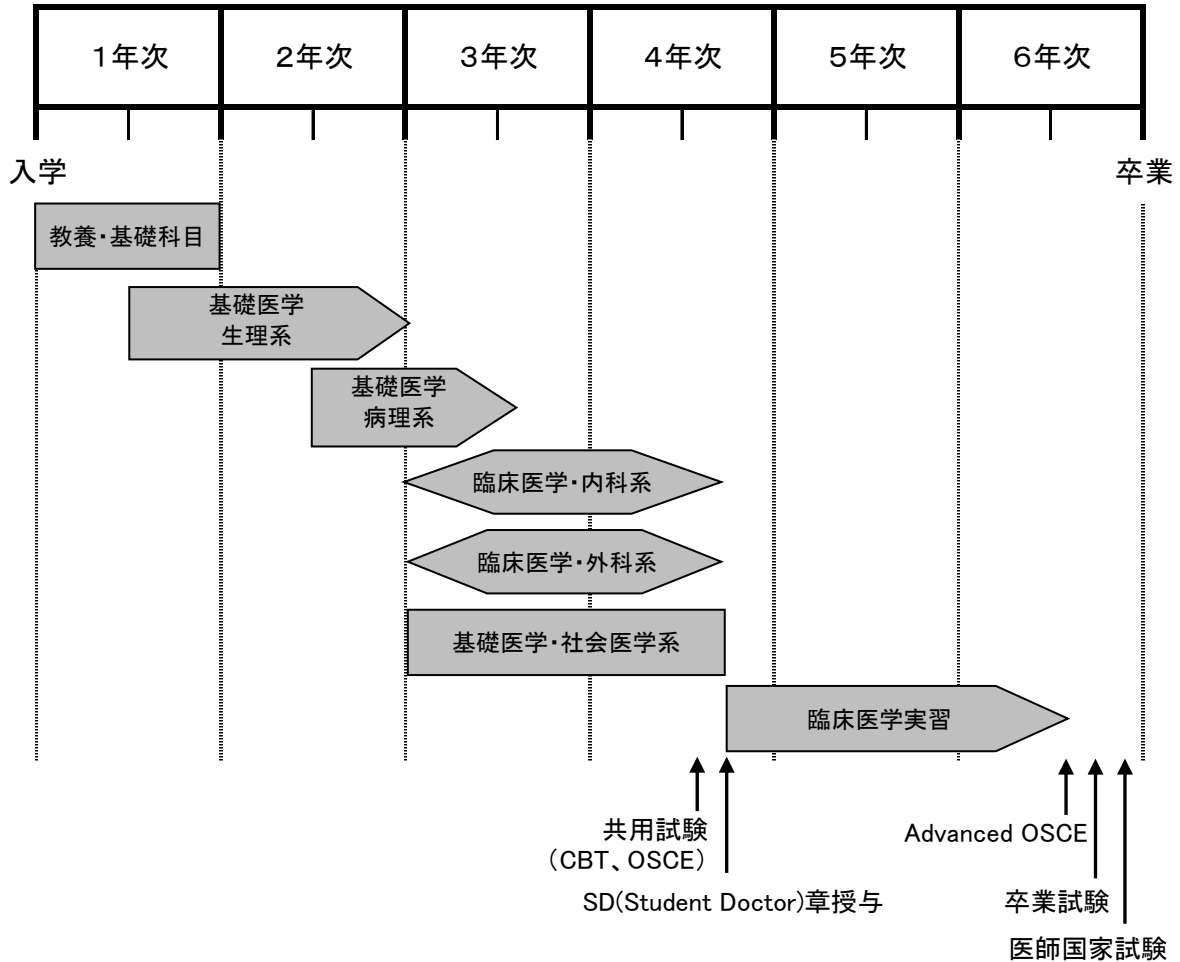 1年次 2年次 3年次 4年次 5年次 6年次
入学 卒業
教養・基礎科目
基礎医学
生理系
基礎医学
病理系
臨床医学・内科系
臨床医学・外科系
基礎医学・社会医学系
臨床医学実習
共用試験
（CBT、OSCE）
SD(Student Doctor)章授与
Advanced OSCE
卒業試験
医師国家試験